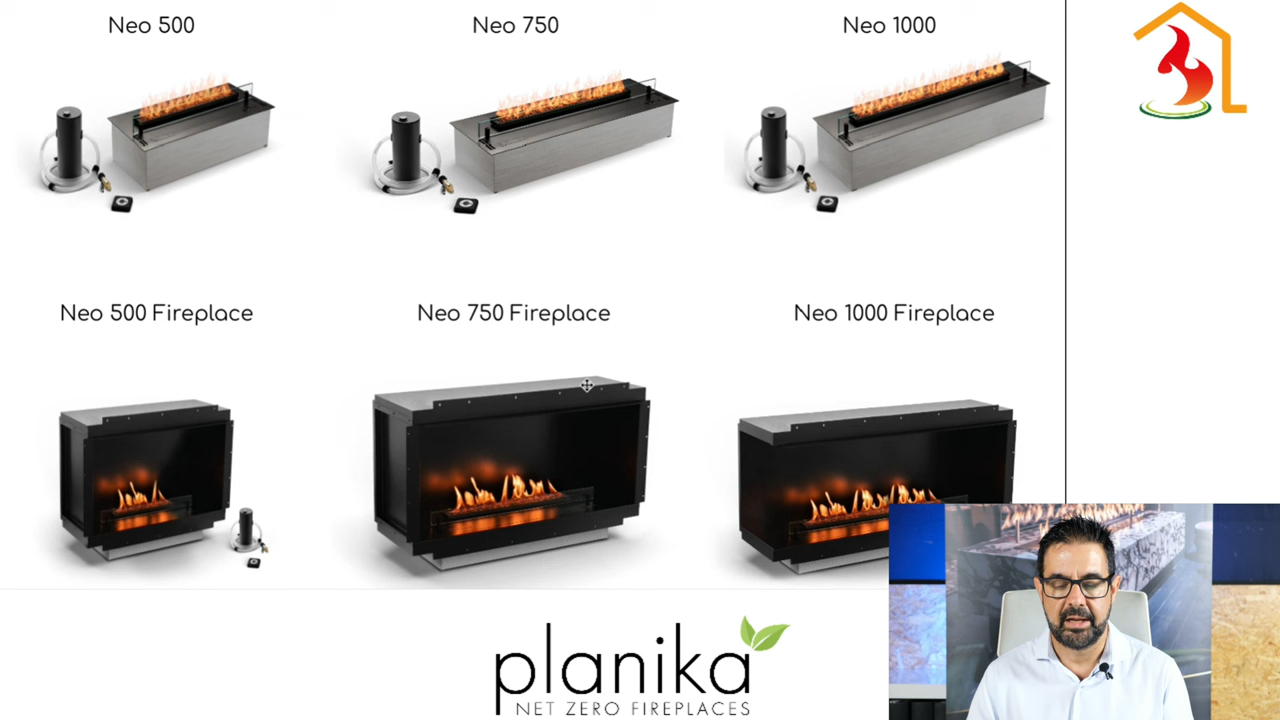 Neo 500
Neo 750
Neo 1000
Neo 500 Fireplace
Neo 750 Fireplace
Neo 1000 Fireplace
planika
NET ZERO FIREPLACES